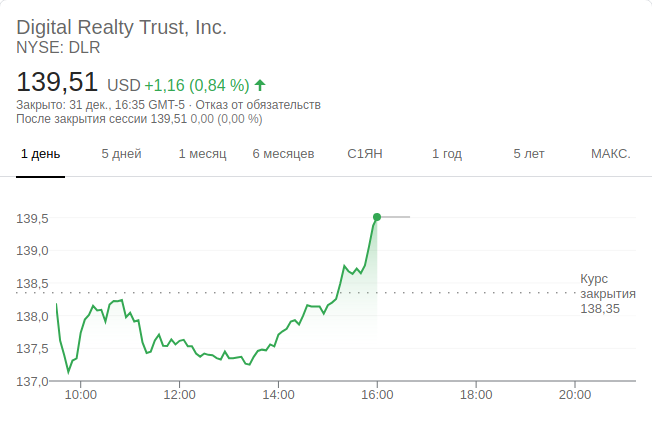 Digital Realty Trust, Inc.
NYSE: DLR
139,51 USD +1,16 (0,84 %)
Закрыто: 31 дек., 16:35 GMT-5 · Отказ от обязательств
После закрытия сессии 139,51 0,00 (0,00 %)
1 день 5 дней 1 месяц 6 месяцев С1ЯН 1 год 5 лет МАКС.
139,5
139,0
138,5
138,0
137,5
137,0
Курс
закрытия
138,35
10:00 12:00 14:00 16:00 18:00 20:00